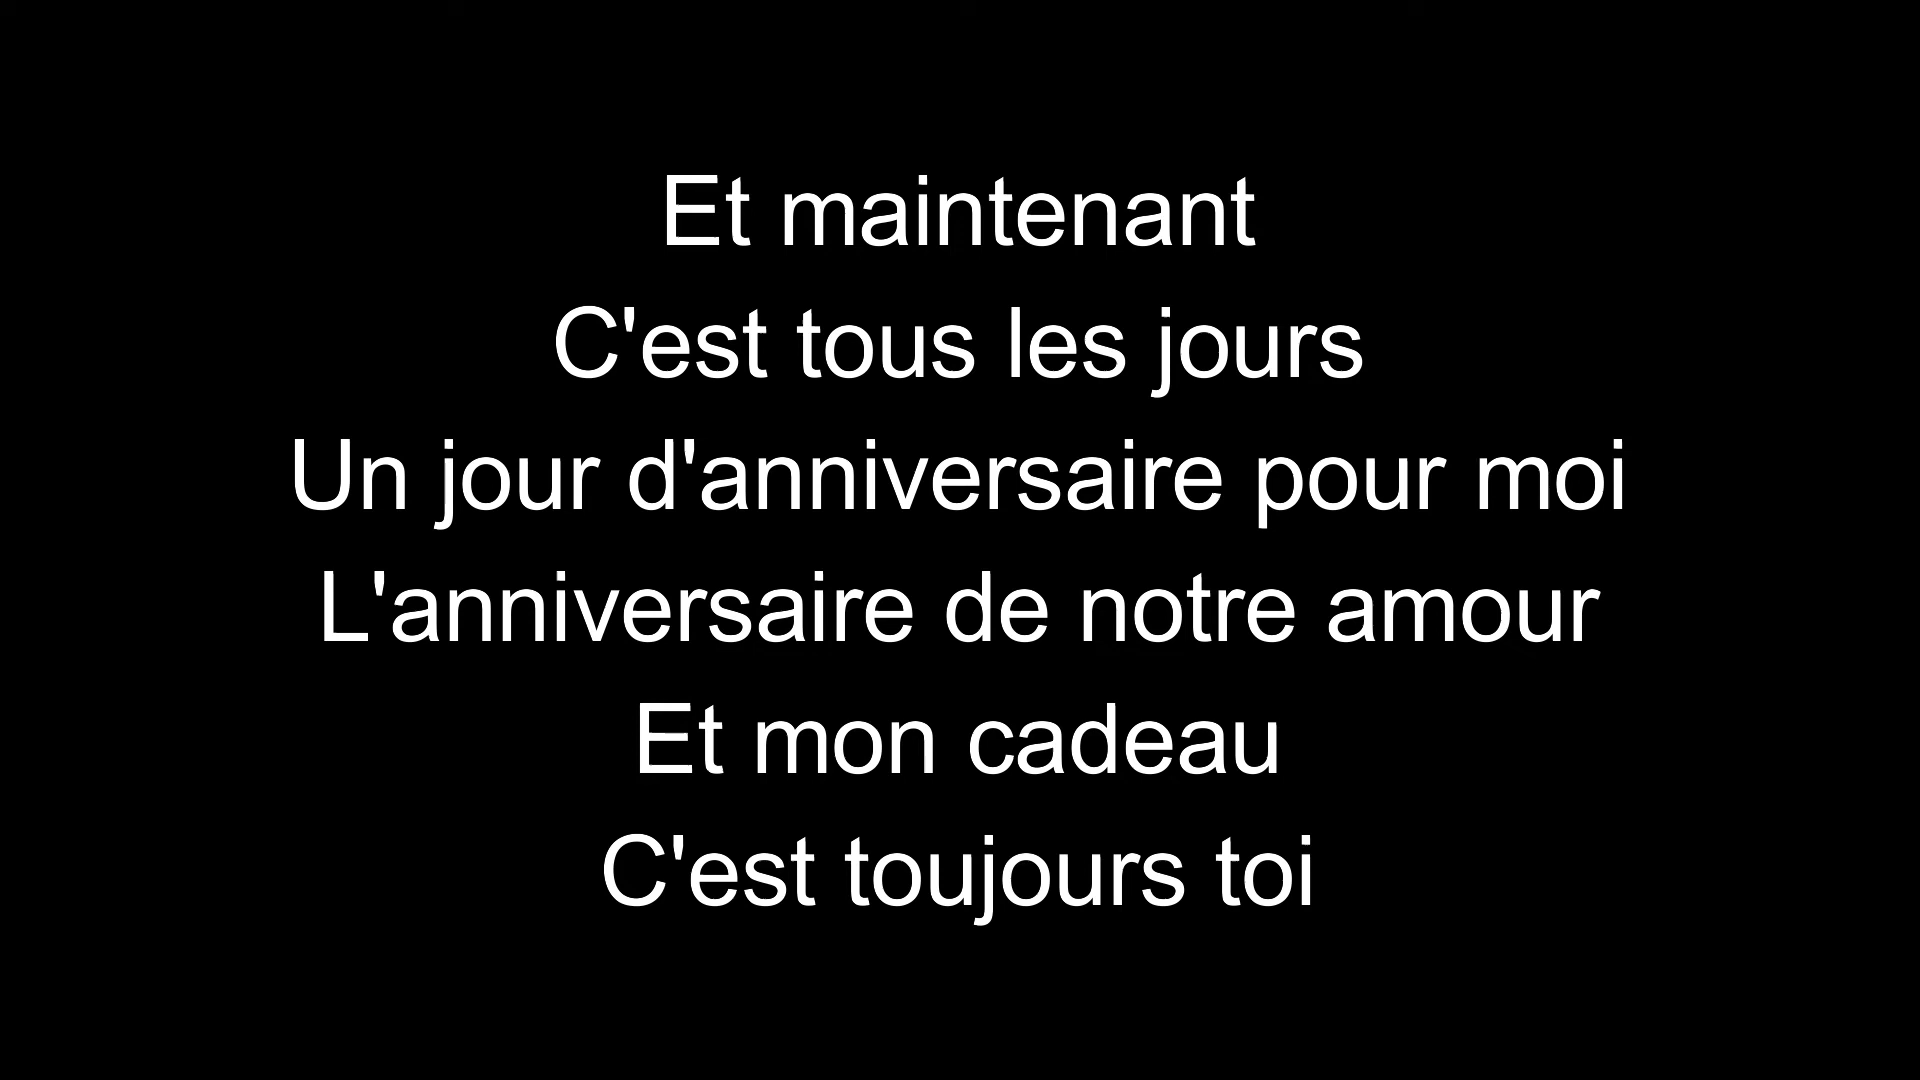 Et maintenant
C'est tous les jours
Un jour d'anniversaire pour moi
L'anniversaire de notre amour
Et mon cadeau
C'est toujours toi